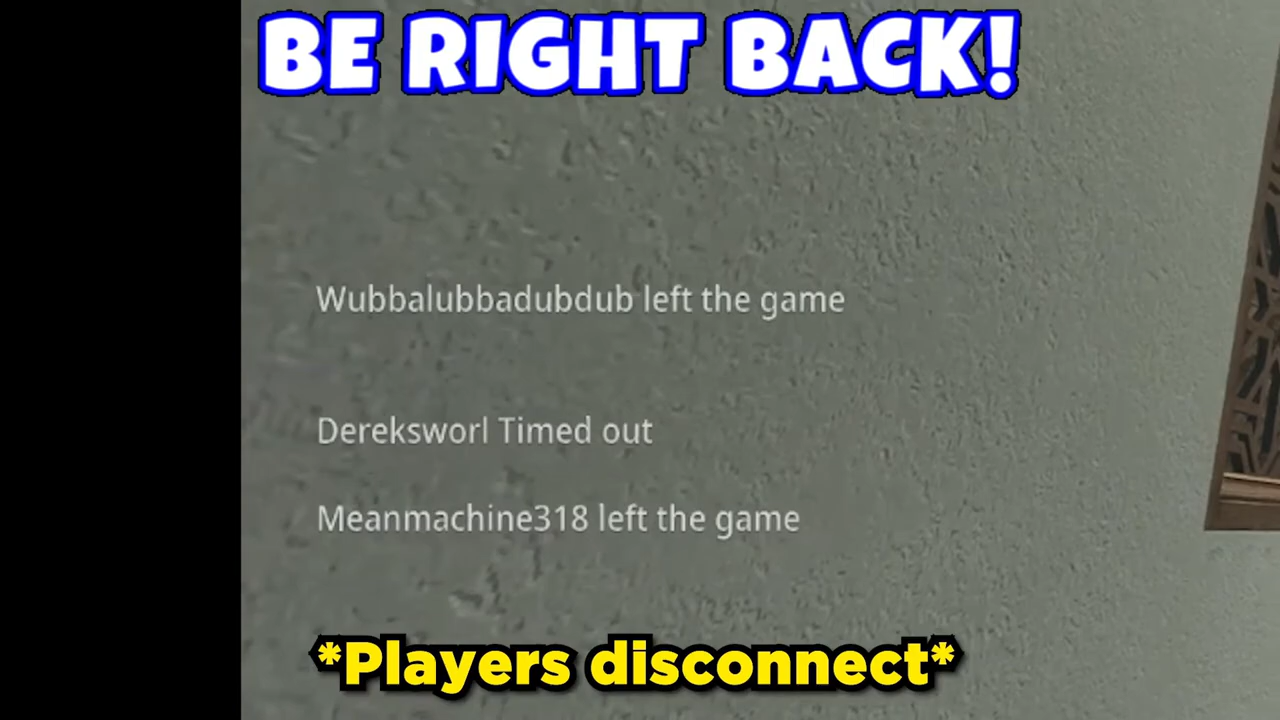 BE RIGHT BACK!
Wubbalubbadubdub left the game
Dereksworl Timed out
Meanmachine318 left the game
*Players disconnect*